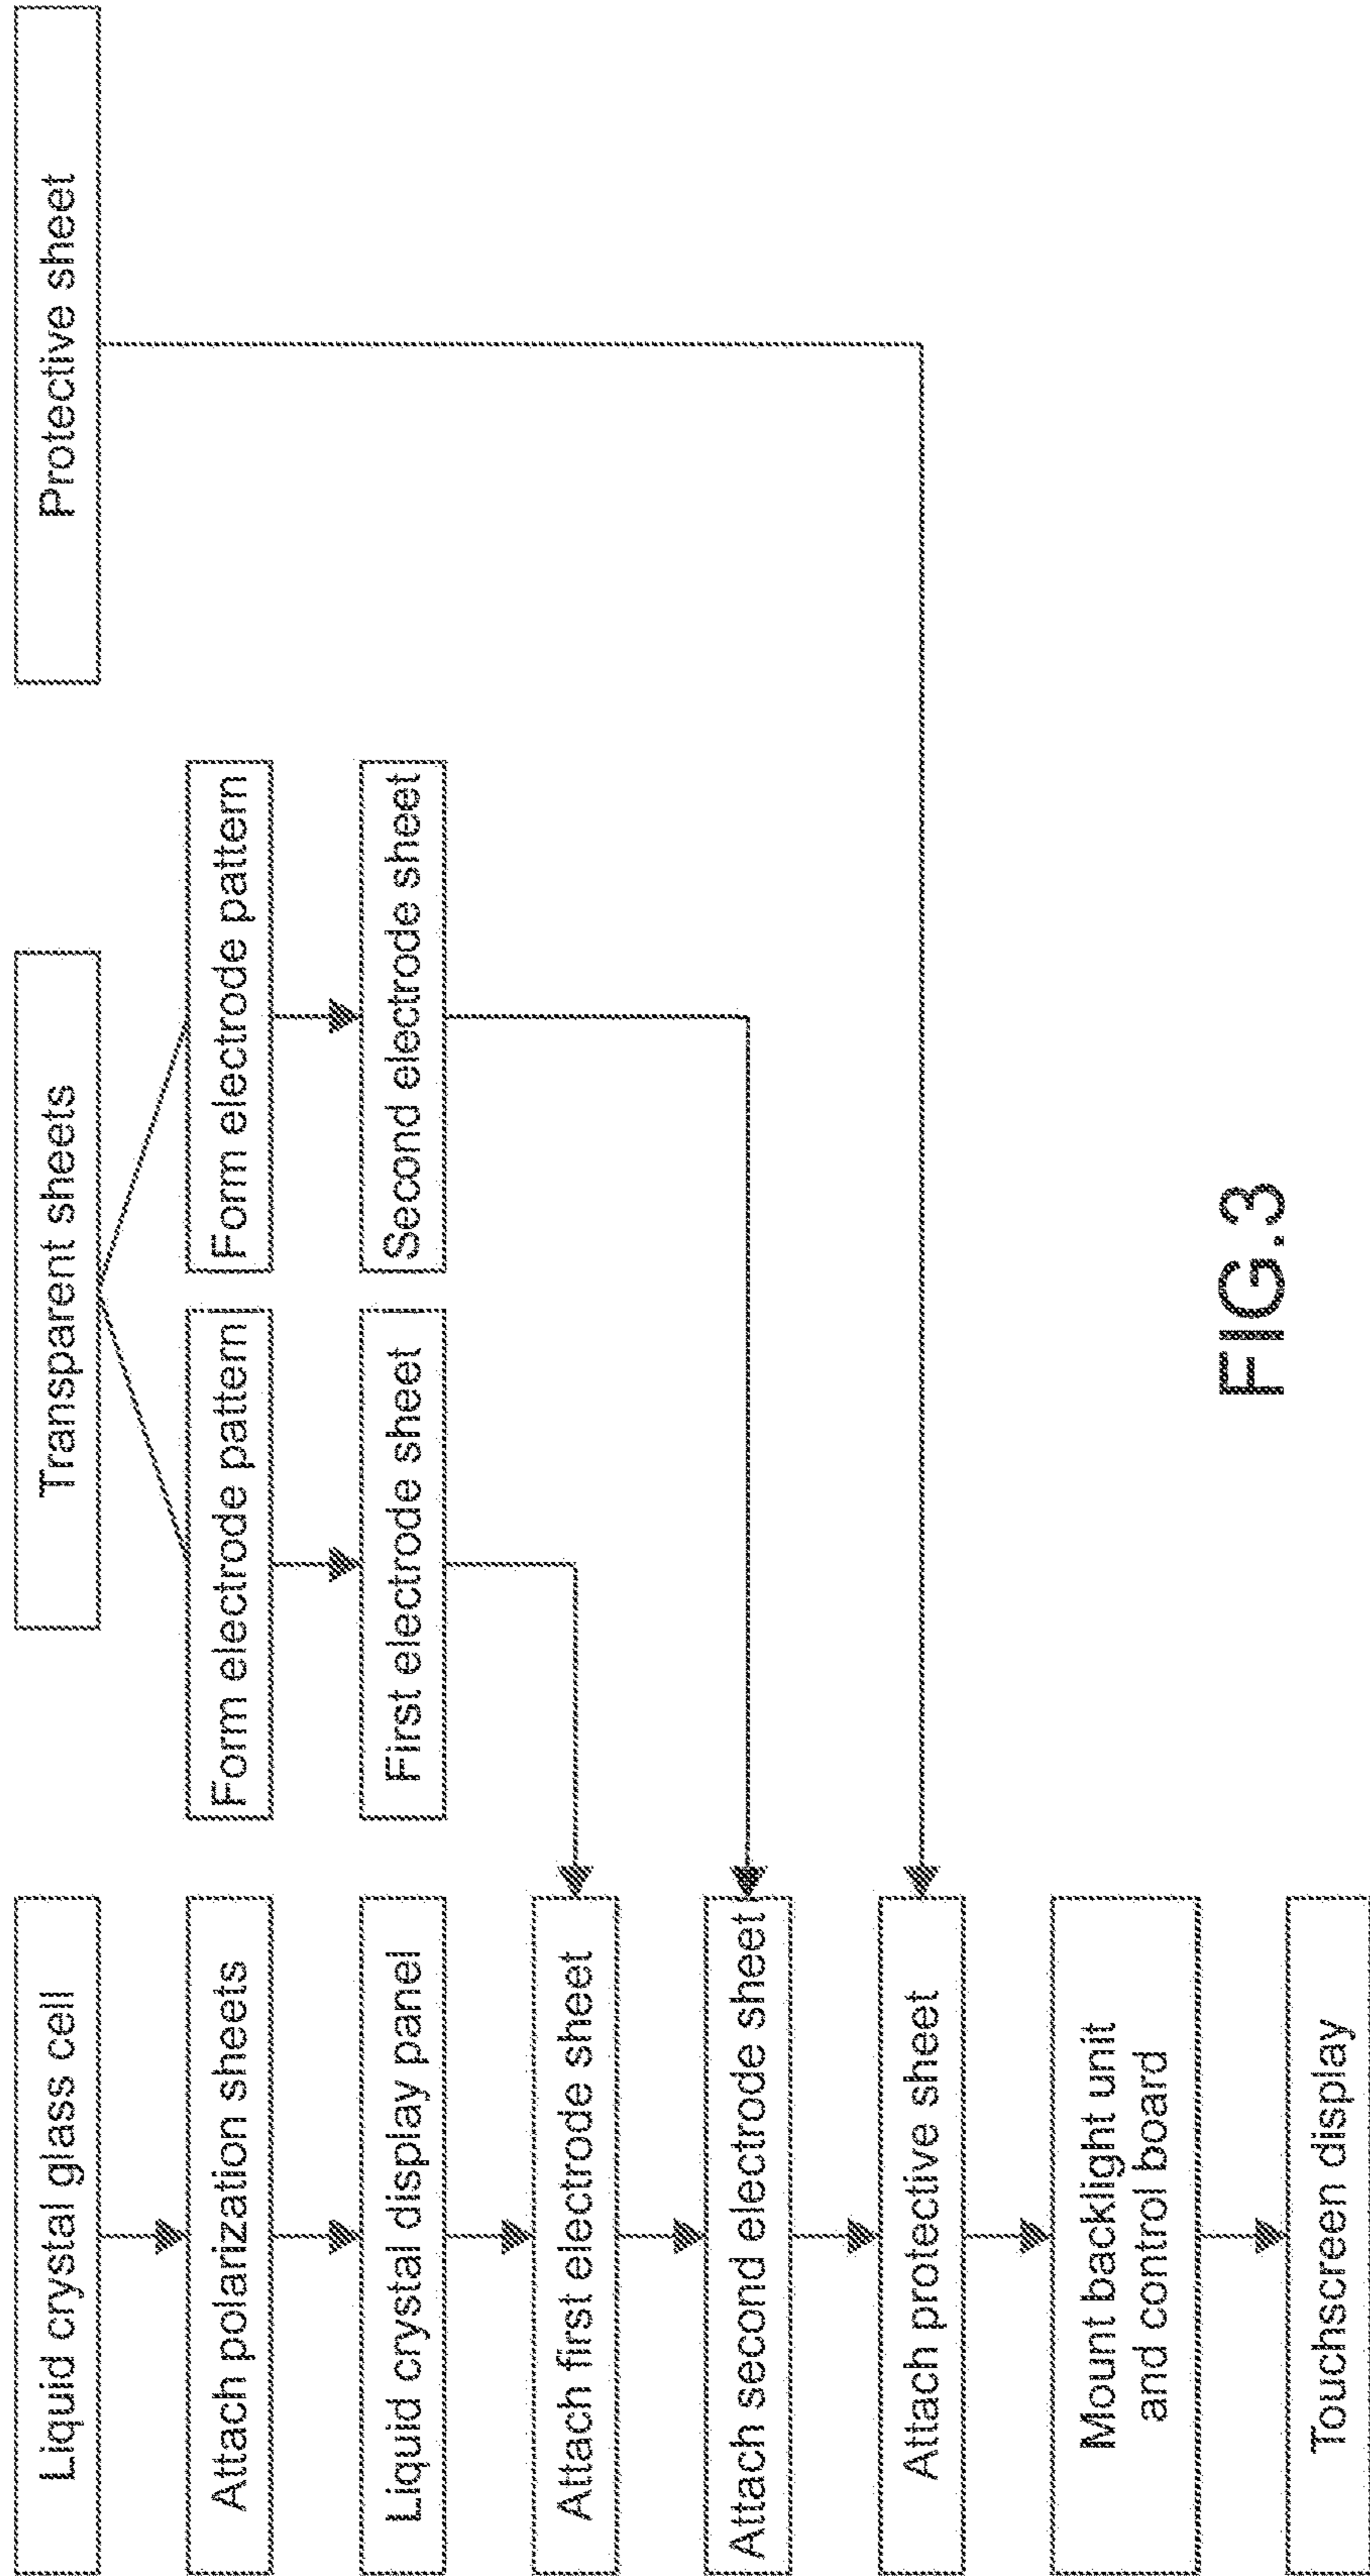 Liquid crystal glass cell
Transparent sheets
Protective sheet
Attach polarization sheets
Form electrode pattern
Form electrode pattern
Liquid crystal display panel
First electrode sheet
Second electrode sheet
Attach first electrode sheet
Attach second electrode sheet
Attach protective sheet
Mount backlight unit
and control board
Touchscreen display
FIG.3